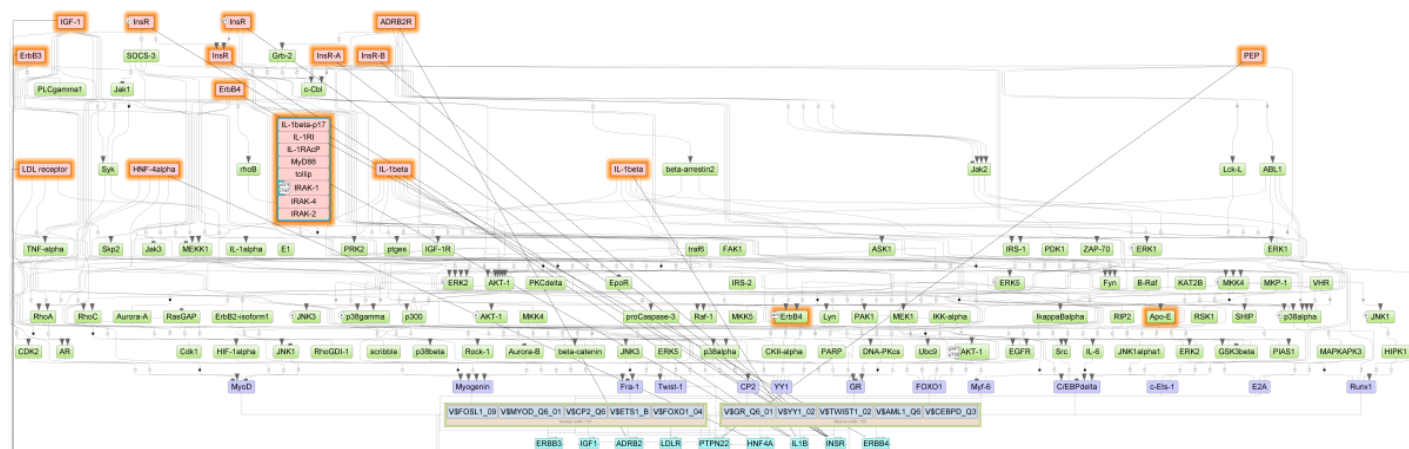 IGF-1 InsR InsR ADRB2R
ErbB3 SOCS-3 InsR Grb-2 InsR-A InsR-B PEP
PLCgamma1 Jak1 ErbB4 c-Cbl
IL-1beta-p17
IL-1RI
IL-1RAcP
MyD88
tollip
IRAK-1
IRAK-4
IRAK-2
LDL receptor Syk HNF-4alpha rhoB IL-1beta IL-1beta beta-arrestin2 Jak2 Lck-L ABL1
TNF-alpha Skp2 Jak3 MEKK1 IL-1alpha E1 PRK2 ptges IGF-1R traf6 FAK1 ASK1 IRS-1 PDK1 ZAP-70 ERK1 ERK1
ERK2 AKT-1 PKCdelta EpoR IRS-2 ERK5 Fyn B-Raf KAT2B MKK4 MKP-1 VHR
RhoA RhoC Aurora-A RasGAP ErbB2-isoform1 JNK3 p38gamma p300 AKT-1 MKK4 proCaspase-3 Raf-1 MKK5 ErbB4 Lyn PAK1 MEK1 IKK-alpha IkappaBalpha RIP2 Apo-E RSK1 SHIP p38alpha JNK1
CDK2 AR Cdk1 HIF-1alpha JNK1 RhoGDI-1 scribble p38beta Rock-1 Aurora-B beta-catenin JNK3 ERK5 p38alpha CKII-alpha PARP DNA-PKcs Ubc9 AKT-1 EGFR Src IL-6 JNK1alpha1 ERK2 GSK3beta PIAS1 MAPKAPK3 HIPK1
MyoD Myogenin Fra-1 Twist-1 CP2 YY1 GR FOXO1 Myf-6 C/EBPdelta c-Ets-1 E2A Runx1
V$FOSL1_09 V$MYOD_Q6_01 V$CP2_Q6 V$ETS1_B V$FOXO1_04 V$GR_Q6_01 V$YY1_02 V$TWIST1_02 V$AML1_Q6 V$CEBPD_Q3
ERBB3 IGF1 ADRB2 LDLR PTPN22 HNF4A IL1B INSR ERBB4